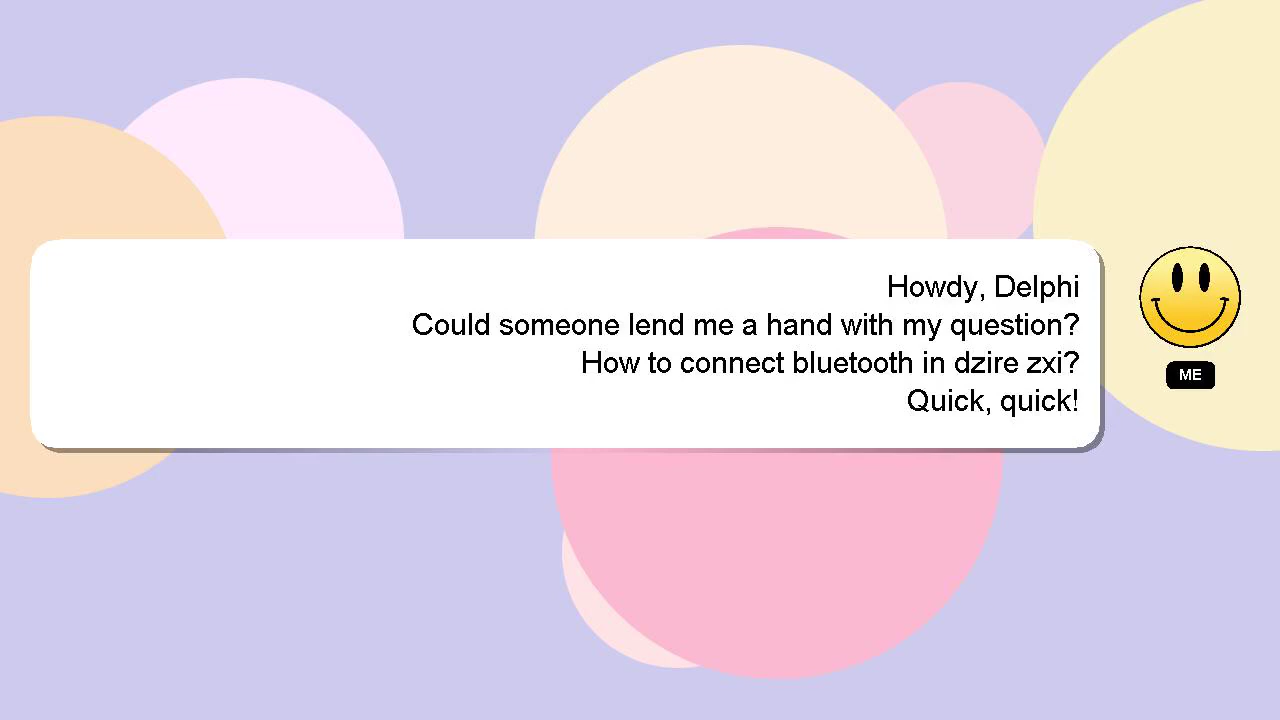 Howdy, Delphi
Could someone lend me a hand with my question?
How to connect bluetooth in dzire zxi?
Quick, quick!
ME